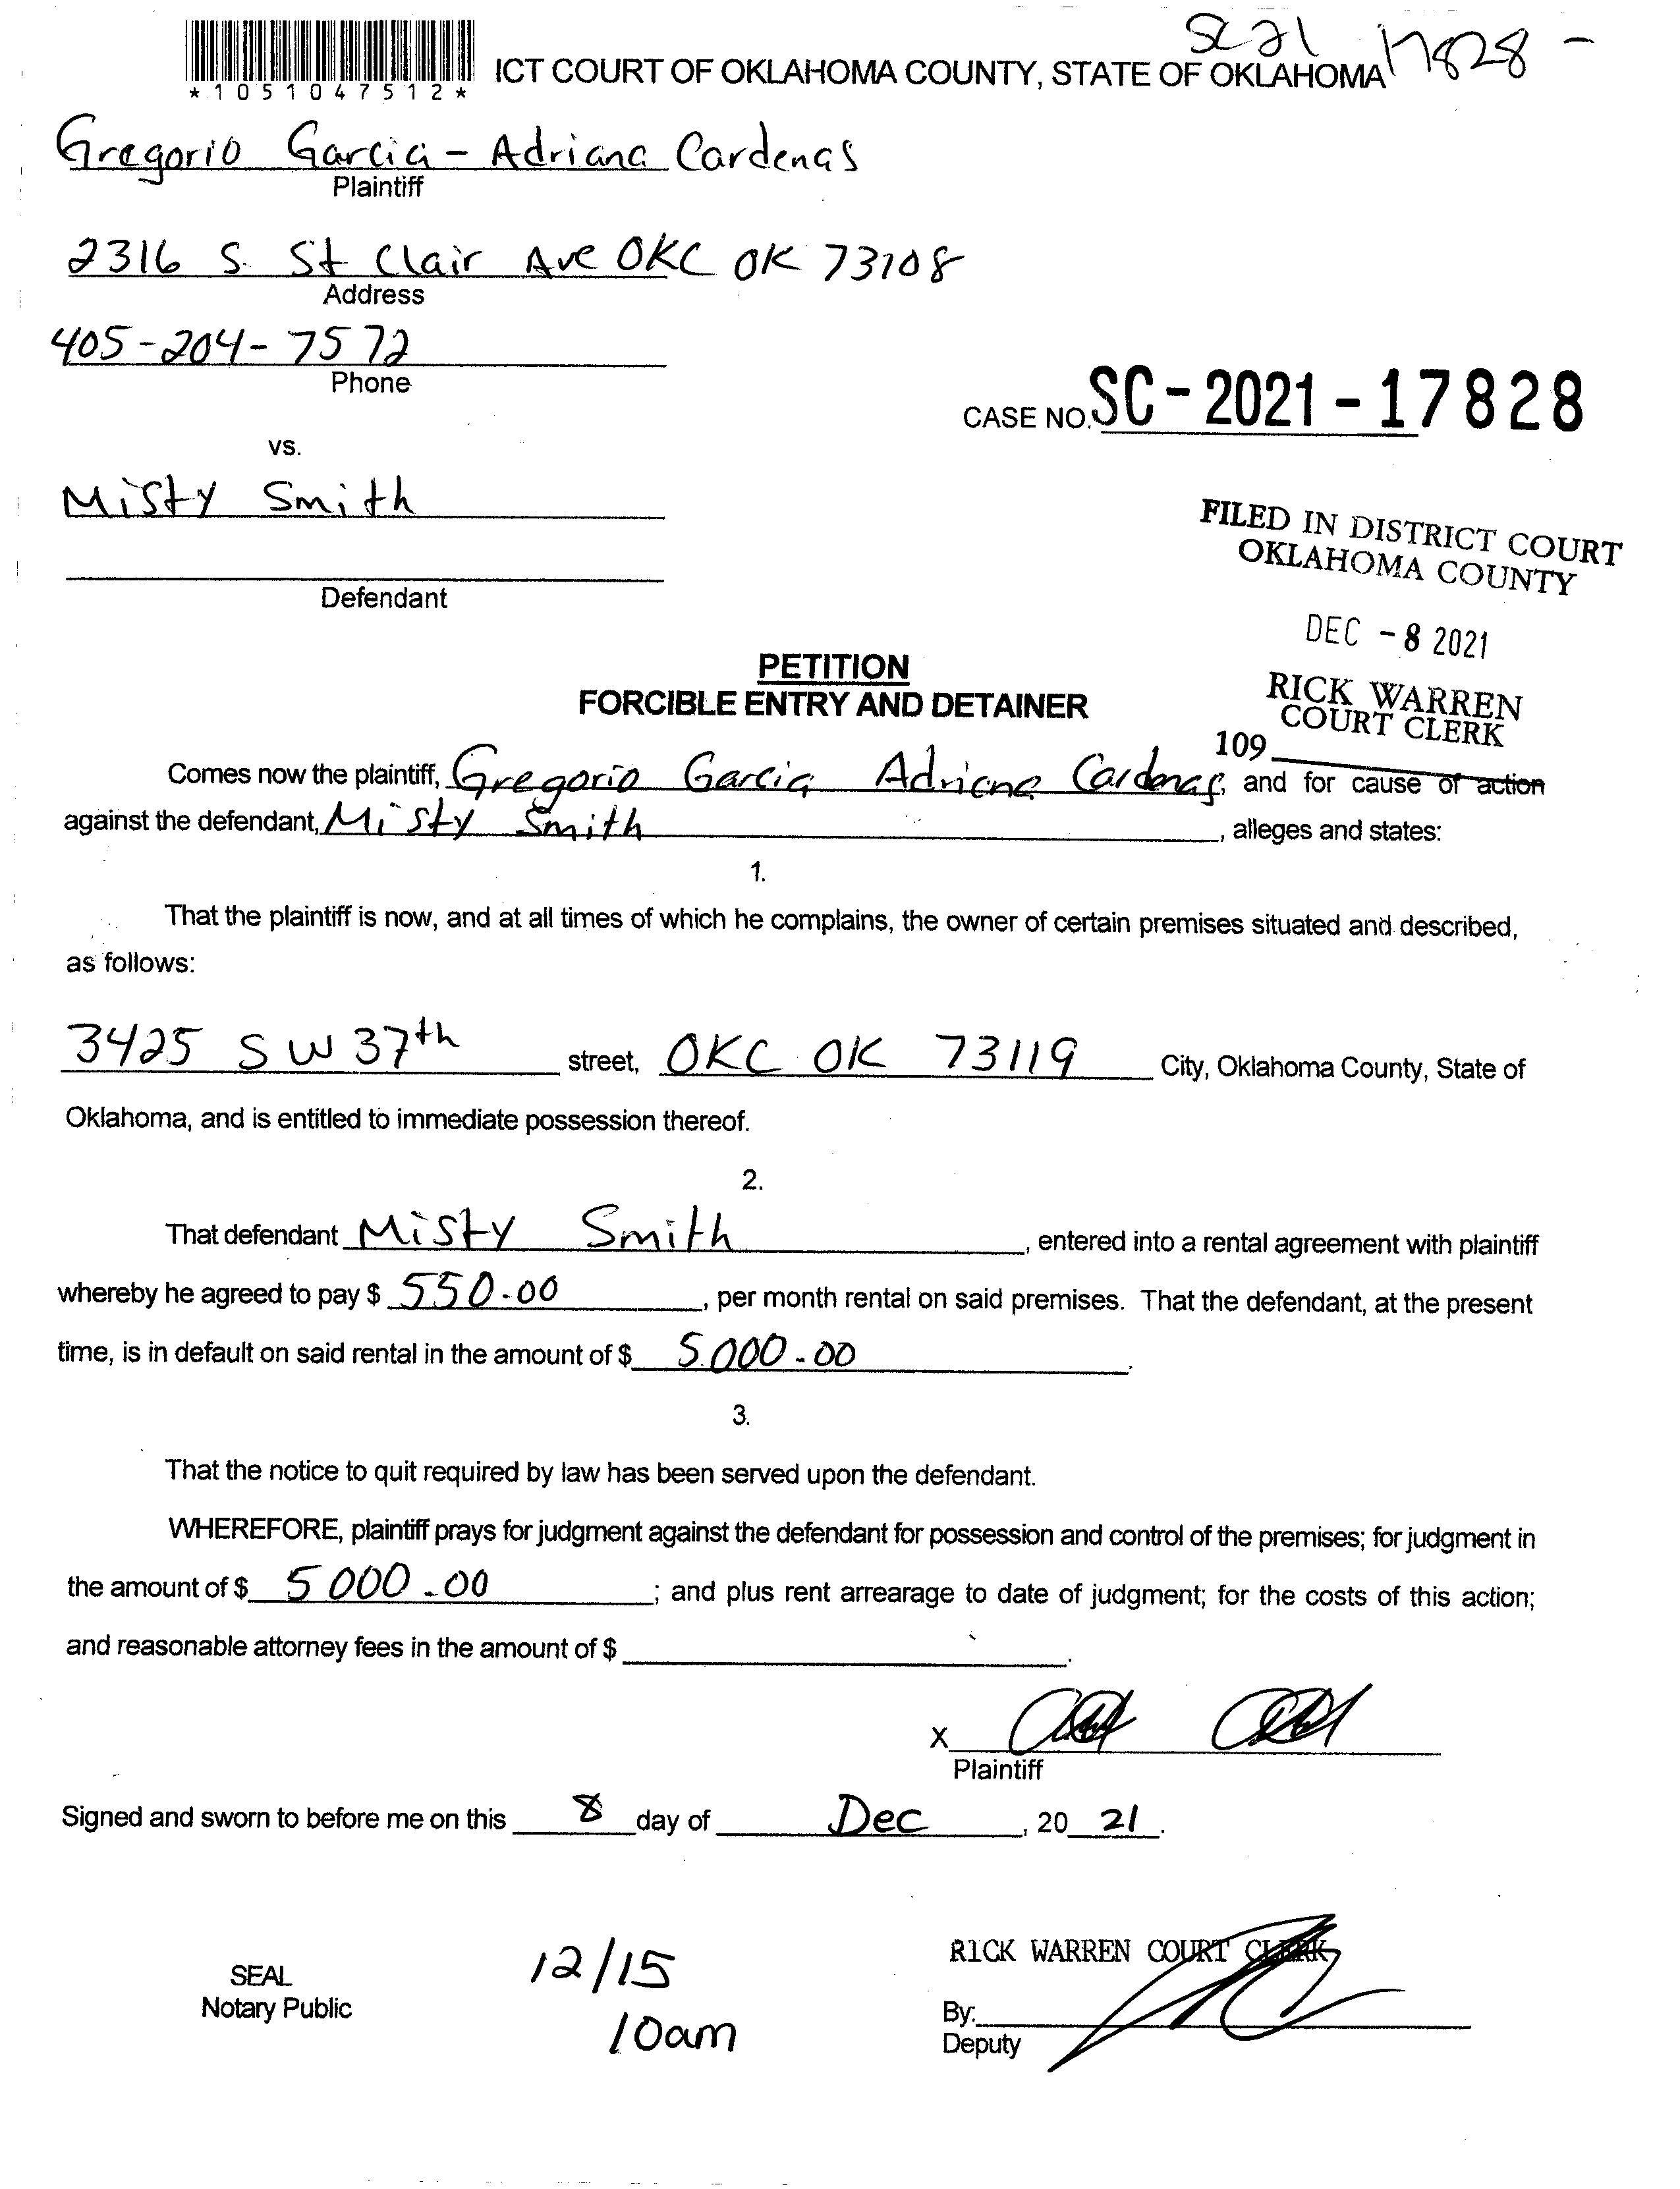 SC 21 17828 -
*1051047512*
ICT COURT OF OKLAHOMA COUNTY, STATE OF OKLAHOMA
Gregorio Garcia - Adriana Cardenas
Plaintiff
2316 S. St Clair Ave OKC OK 73108
Address
405-204-7572
Phone
CASE NO. SC-2021-17828
vs.
Misty Smith
Defendant
FILED IN DISTRICT COURT
OKLAHOMA COUNTY
DEC -8 2021
RICK WARREN
COURT CLERK
109
PETITION
FORCIBLE ENTRY AND DETAINER
Comes now the plaintiff, Gregorio Garcia Adriana Cardenas, and for cause of action
against the defendant, Misty Smith, alleges and states:
1.
That the plaintiff is now, and at all times of which he complains, the owner of certain premises situated and described,
as follows:
3425 SW 37th street, OKC OK 73119 City, Oklahoma County, State of
Oklahoma, and is entitled to immediate possession thereof.
2.
That defendant Misty Smith, entered into a rental agreement with plaintiff
whereby he agreed to pay $ 550.00, per month rental on said premises. That the defendant, at the present
time, is in default on said rental in the amount of $ 5.000.00.
3.
That the notice to quit required by law has been served upon the defendant.
WHEREFORE, plaintiff prays for judgment against the defendant for possession and control of the premises; for judgment in
the amount of $ 5000.00; and plus rent arrearage to date of judgment; for the costs of this action;
and reasonable attorney fees in the amount of $.
X
Plaintiff
Signed and sworn to before me on this 8 day of Dec, 20 21.
SEAL
Notary Public
12/15
10am
RICK WARREN COURT CLERK
By:
Deputy